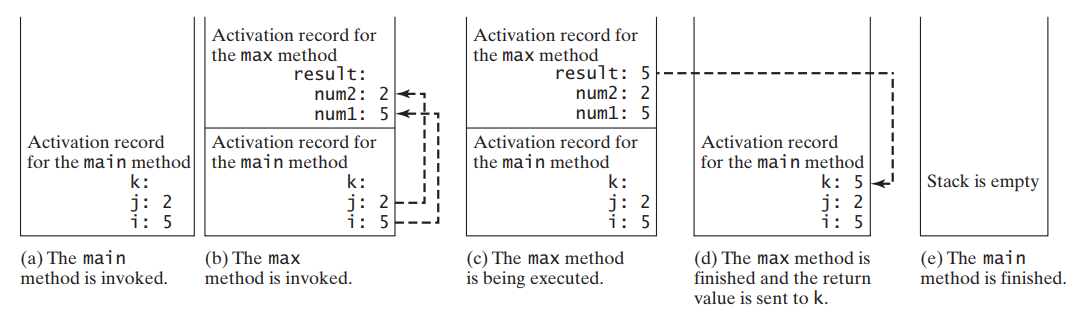 Activation record
for the main method
k:
j: 2
i: 5
(a) The main
method is invoked.
Activation record for
the max method
result:
num2: 2
num1: 5
Activation record for
the main method
k:
j: 2
i: 5
(b) The max
method is invoked.
Activation record for
the max method
result: 5
num2: 2
num1: 5
Activation record for
the main method
k:
j: 2
i: 5
(c) The max method
is being executed.
Activation record
for the main method
k: 5
j: 2
i: 5
(d) The max method is
finished and the return
value is sent to k.
Stack is empty
(e) The main
method is finished.